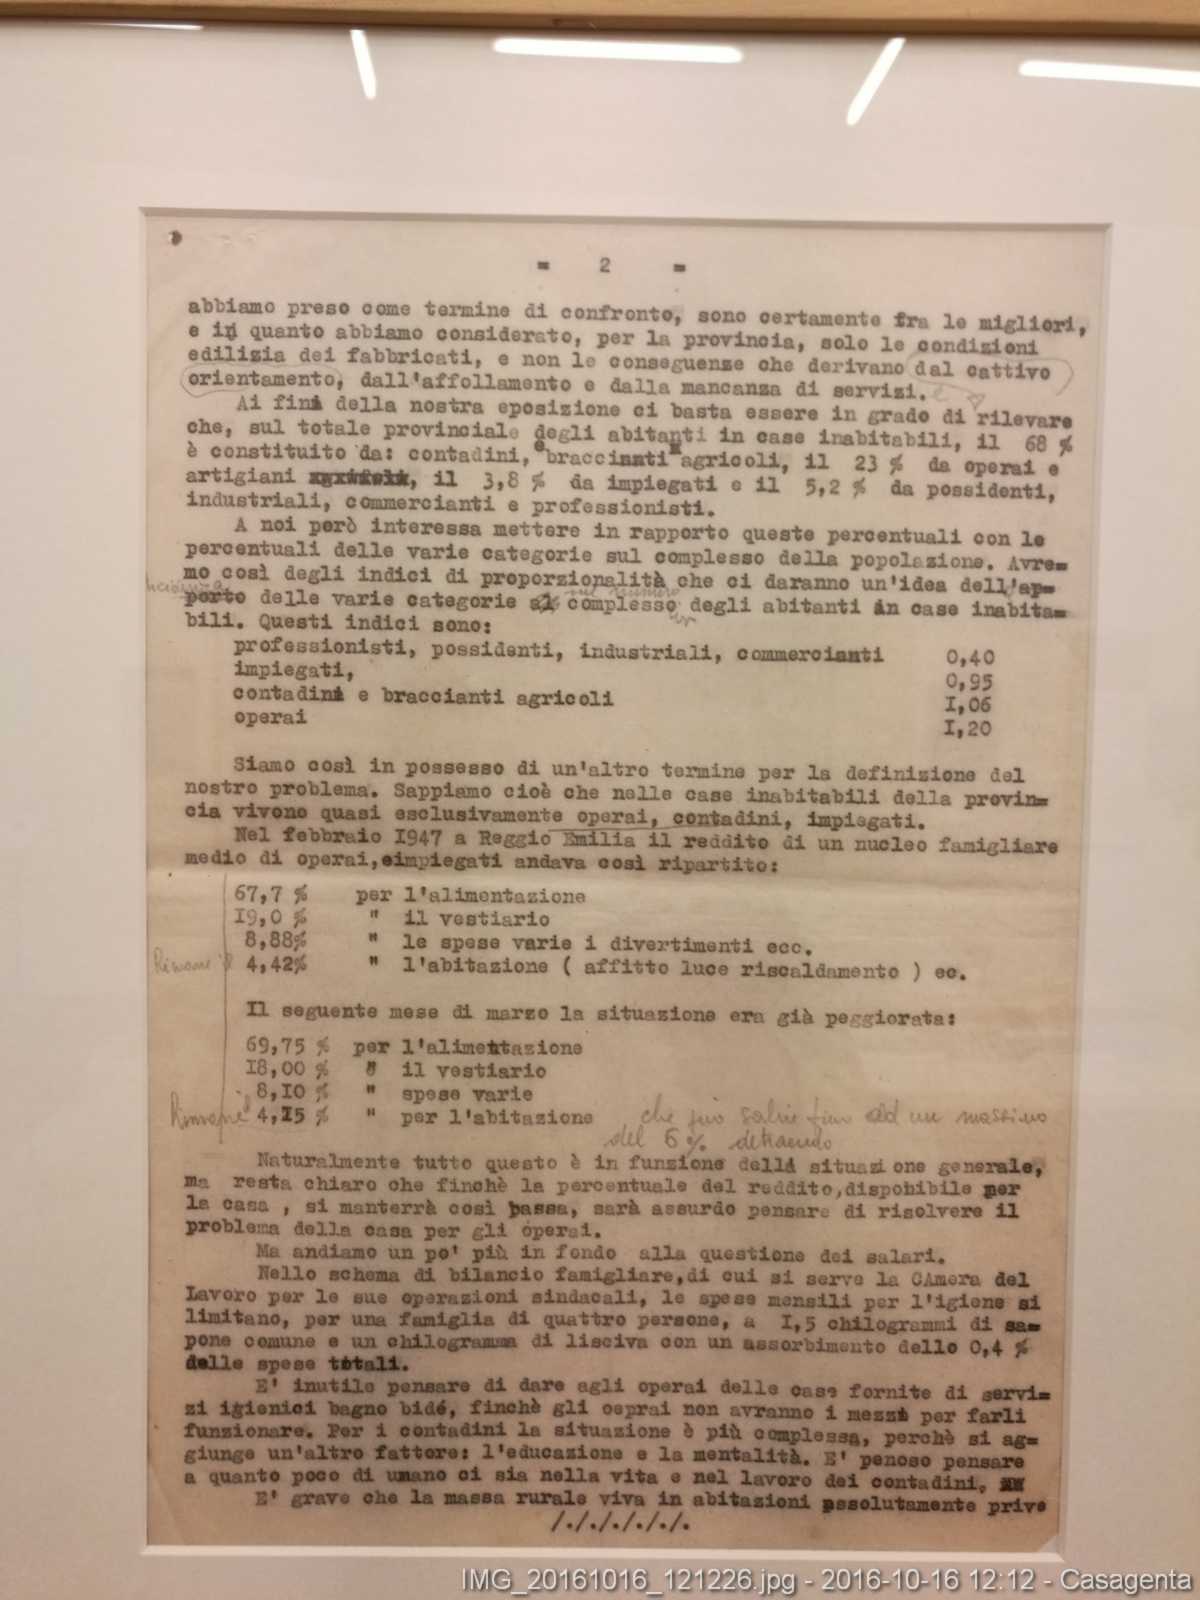 = 2 =
abbiamo preso come termine di confronto, sono certamente fra le migliori,
e in quanto abbiamo considerato, per la provincia, solo le condizioni
edilizia dei fabbricati, e non le conseguenze che derivano dal cattivo
orientamento, dall'affollamento e dalla mancanza di servizi.
Ai fini della nostra eposizione ci basta essere in grado di rilevare
che, sul totale provinciale degli abitanti in case inabitabili, il 68 %
è constituito da: contadini, e braccianti agricoli, il 23 % da operai e
artigiani, il 3,8 % da impiegati e il 5,2 % da possidenti,
industriali, commercianti e professionisti.
A noi però interessa mettere in rapporto queste percentuali con le
percentuali delle varie categorie sul complesso della popolazione. Avre=
mo così degli indici di proporzionalità che ci daranno un'idea dell'ap=
sul numero
porto delle varie categorie al complesso degli abitanti in case inabita=
bili. Questi indici sono:
professionisti, possidenti, industriali, commercianti 0,40
impiegati, 0,95
contadini e braccianti agricoli I,06
operai I,20
Siamo così in possesso di un'altro termine per la definizione del
nostro problema. Sappiamo cioè che nelle case inabitabili della provin=
cia vivono quasi esclusivamente operai, contadini, impiegati.
Nel febbraio I947 a Reggio Emilia il reddito di un nucleo famigliare
medio di operai,eimpiegati andava così ripartito:
67,7 % per l'alimentazione
I9,0 % " il vestiario
8,88% " le spese varie i divertimenti ecc.
Rimane il 4,42% " l'abitazione ( affitto luce riscaldamento ) ec.
Il seguente mese di marzo la situazione era già peggiorata:
69,75 % per l'alimentazione
I8,00 % " il vestiario
8,I0 % " spese varie
Rimane il 4,I5 % " per l'abitazione che può salire fino ad un massimo
del 6% detraendo
Naturalmente tutto questo è in funzione della situazione generale,
ma resta chiaro che finchè la percentuale del reddito,disponibile per
la casa , si manterrà così bassa, sarà assurdo pensare di risolvere il
problema della casa per gli operai.
Ma andiamo un po' più in fondo alla questione dei salari.
Nello schema di bilancio famigliare,di cui si serve la CAmera del
Lavoro per le sue operazioni sindacali, le spese mensili per l'igiene si
limitano, per una famiglia di quattro persone, a I,5 chilogrammi di sa=
pone comune e un chilogramma di lisciva con un assorbimento dello 0,4 %
delle spese totali.
E' inutile pensare di dare agli operai delle case fornite di servi=
zi igienici bagno bidé, finchè gli oeprai non avranno i mezzi per farli
funzionare. Per i contadini la situazione è più complessa, perchè si ag=
giunge un'altro fattore: l'educazione e la mentalità. E' penoso pensare
a quanto poco di umano ci sia nella vita e nel lavoro dei contadini.
E' grave che la massa rurale viva in abitazioni assolutamente prive
/./././././.
IMG_20161016_121226.jpg - 2016-10-16 12:12 - Casagenta